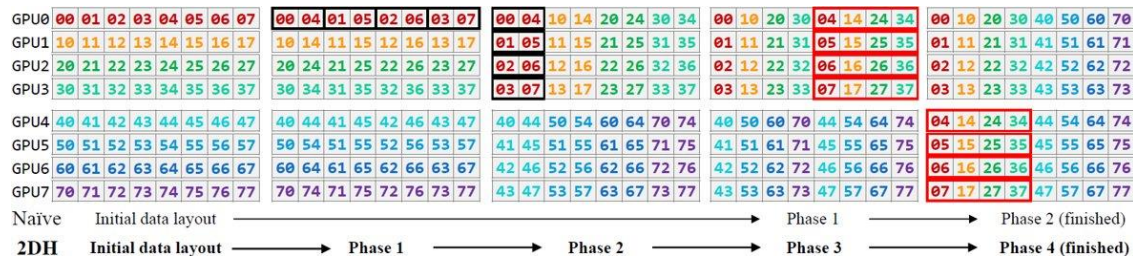 GPU0 00 01 02 03 04 05 06 07 00 04 01 05 02 06 03 07 00 04 10 14 20 24 30 34 00 10 20 30 04 14 24 34 00 10 20 30 40 50 60 70
GPU1 10 11 12 13 14 15 16 17 10 14 11 15 12 16 13 17 01 05 11 15 21 25 31 35 01 11 21 31 05 15 25 35 01 11 21 31 41 51 61 71
GPU2 20 21 22 23 24 25 26 27 20 24 21 25 22 26 23 27 02 06 12 16 22 26 32 36 02 12 22 32 06 16 26 36 02 12 22 32 42 52 62 72
GPU3 30 31 32 33 34 35 36 37 30 34 31 35 32 36 33 37 03 07 13 17 23 27 33 37 03 13 23 33 07 17 27 37 03 13 23 33 43 53 63 73
GPU4 40 41 42 43 44 45 46 47 40 44 41 45 42 46 43 47 40 44 50 54 60 64 70 74 40 50 60 70 44 54 64 74 04 14 24 34 44 54 64 74
GPU5 50 51 52 53 54 55 56 57 50 54 51 55 52 56 53 57 41 45 51 55 61 65 71 75 41 51 61 71 45 55 65 75 05 15 25 35 45 55 65 75
GPU6 60 61 62 63 64 65 66 67 60 64 61 65 62 66 63 67 42 46 52 56 62 66 72 76 42 52 62 72 46 56 66 76 06 16 26 36 46 56 66 76
GPU7 70 71 72 73 74 75 76 77 70 74 71 75 72 76 73 77 43 47 53 57 63 67 73 77 43 53 63 73 47 57 67 77 07 17 27 37 47 57 67 77
Naïve Initial data layout Phase 1 Phase 2 (finished)
2DH Initial data layout Phase 1 Phase 2 Phase 3 Phase 4 (finished)